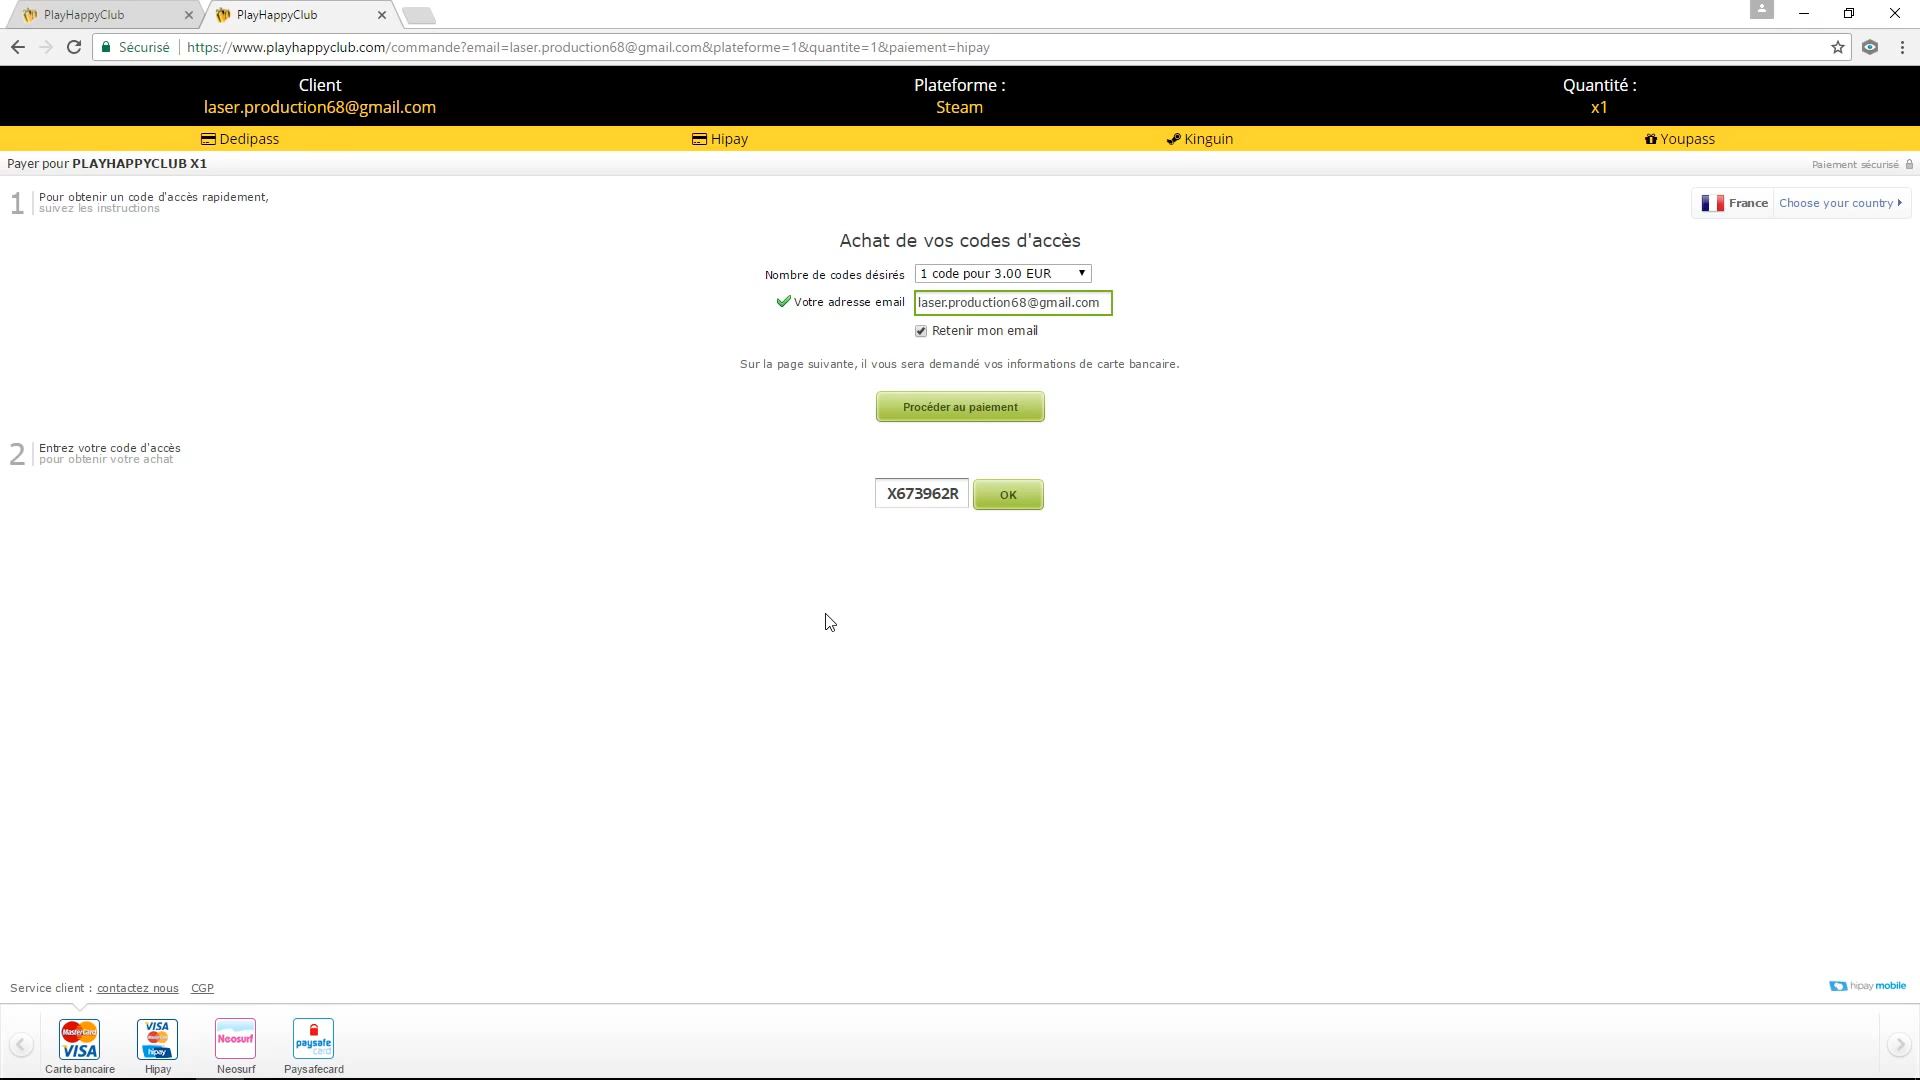 PlayHappyClub
PlayHappyClub
Sécurisé
https://www.playhappyclub.com/commande?email=laser.production68@gmail.com&plateforme=1&quantite=1&paiement=hipay
Client
laser.production68@gmail.com
Plateforme :
Steam
Quantité :
x1
Dedipass
Hipay
Kinguin
Youpass
Payer pour PLAYHAPPYCLUB X1
Paiement sécurisé
1
Pour obtenir un code d'accès rapidement,
suivez les instructions
France
Choose your country
Achat de vos codes d'accès
Nombre de codes désirés
1 code pour 3.00 EUR
Votre adresse email
laser.production68@gmail.com
Retenir mon email
Sur la page suivante, il vous sera demandé vos informations de carte bancaire.
Procéder au paiement
2
Entrez votre code d'accès
pour obtenir votre achat
X673962R
OK
Service client : contactez nous CGP
hipay mobile
MasterCard
VISA
Carte bancaire
VISA
MasterCard
hipay
Hipay
Neosurf
Neosurf
paysafe
card
Paysafecard